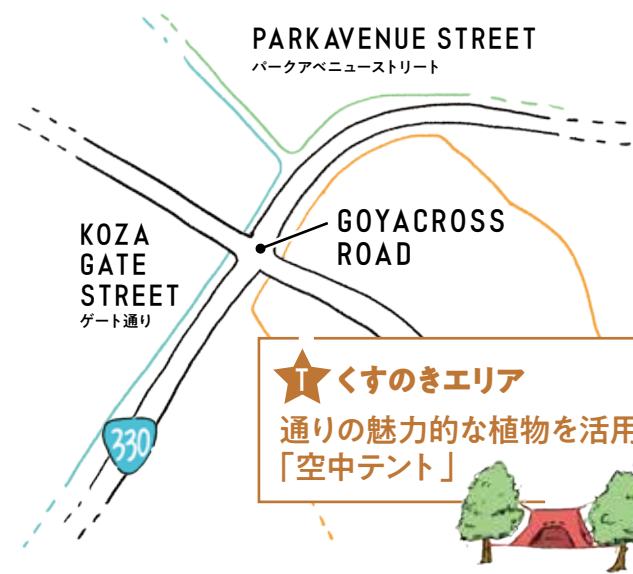 PARKAVENUE STREET
パークアベニューストリート
KOZA
GATE
STREET
ゲート通り
GOYACROSS
ROAD
330
T くすのきエリア
通りの魅力的な植物を活用
「空中テント」